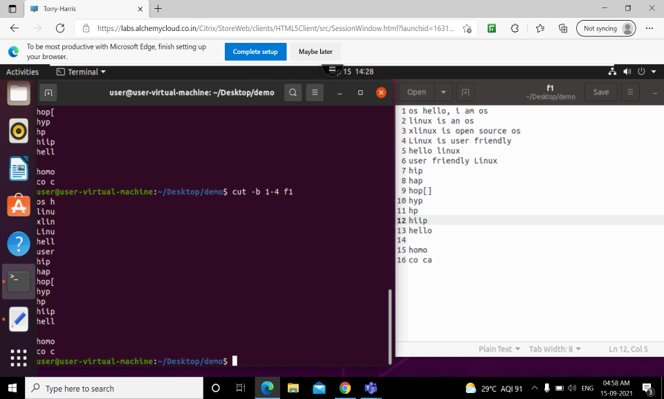 Torry-Harris
https://labs.alchemycloud.co.in/Citrix/StoreWeb/clients/HTML5Client/src/SessionWindow.html?launchid=1631...
Not syncing
To be most productive with Microsoft Edge, finish setting up
your browser.
Complete setup
Maybe later
Activities
Terminal
15 14:28
user@user-virtual-machine: ~/Desktop/demo
hop[
hyp
hp
hiip
hell
homo
co c
user@user-virtual-machine:~/Desktop/demo$ cut -b 1-4 f1
os h
linu
xlin
Linu
hell
user
hip
hap
hop[
hyp
hp
hiip
hell
homo
co c
user@user-virtual-machine:~/Desktop/demo$
Open
f1
~/Desktop/demo
Save
1 os hello, i am os
2 linux is an os
3 xlinux is open source os
4 Linux is user friendly
5 hello linux
6 user friendly Linux
7 hip
8 hap
9 hop[]
10 hyp
11 hp
12 hiip
13 hello
14
15 homo
16 co ca
Plain Text
Tab Width: 8
Ln 12, Col 5
Type here to search
29°C AQI 91
ENG
04:58 AM
15-09-2021
3